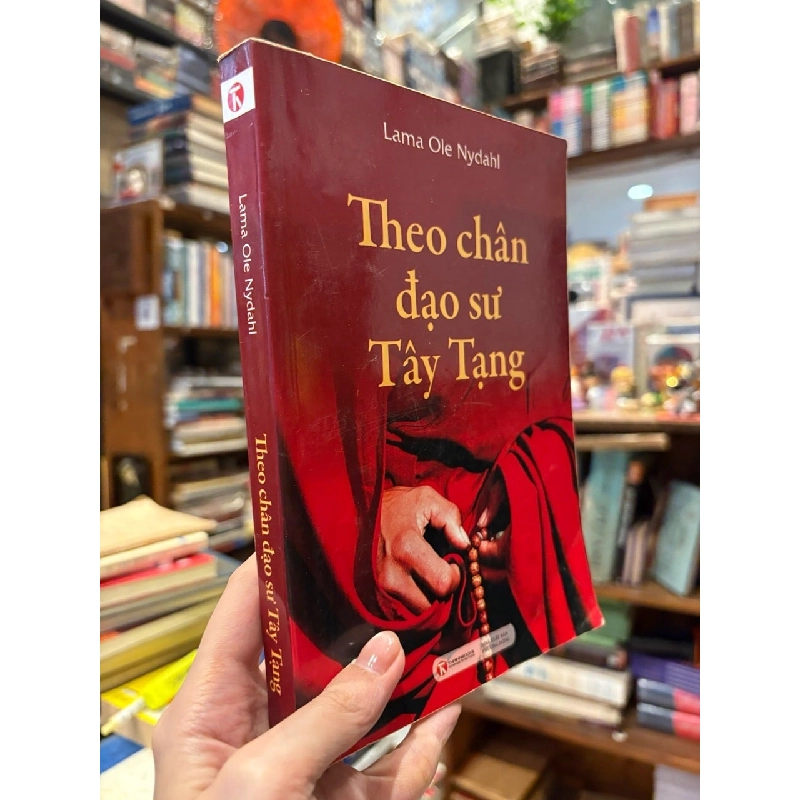 Lama Ole Nydahl
Theo chân
đạo sư
Tây Tạng
Lama Ole Nydahl
Theo chân đạo sư Tây Tạng